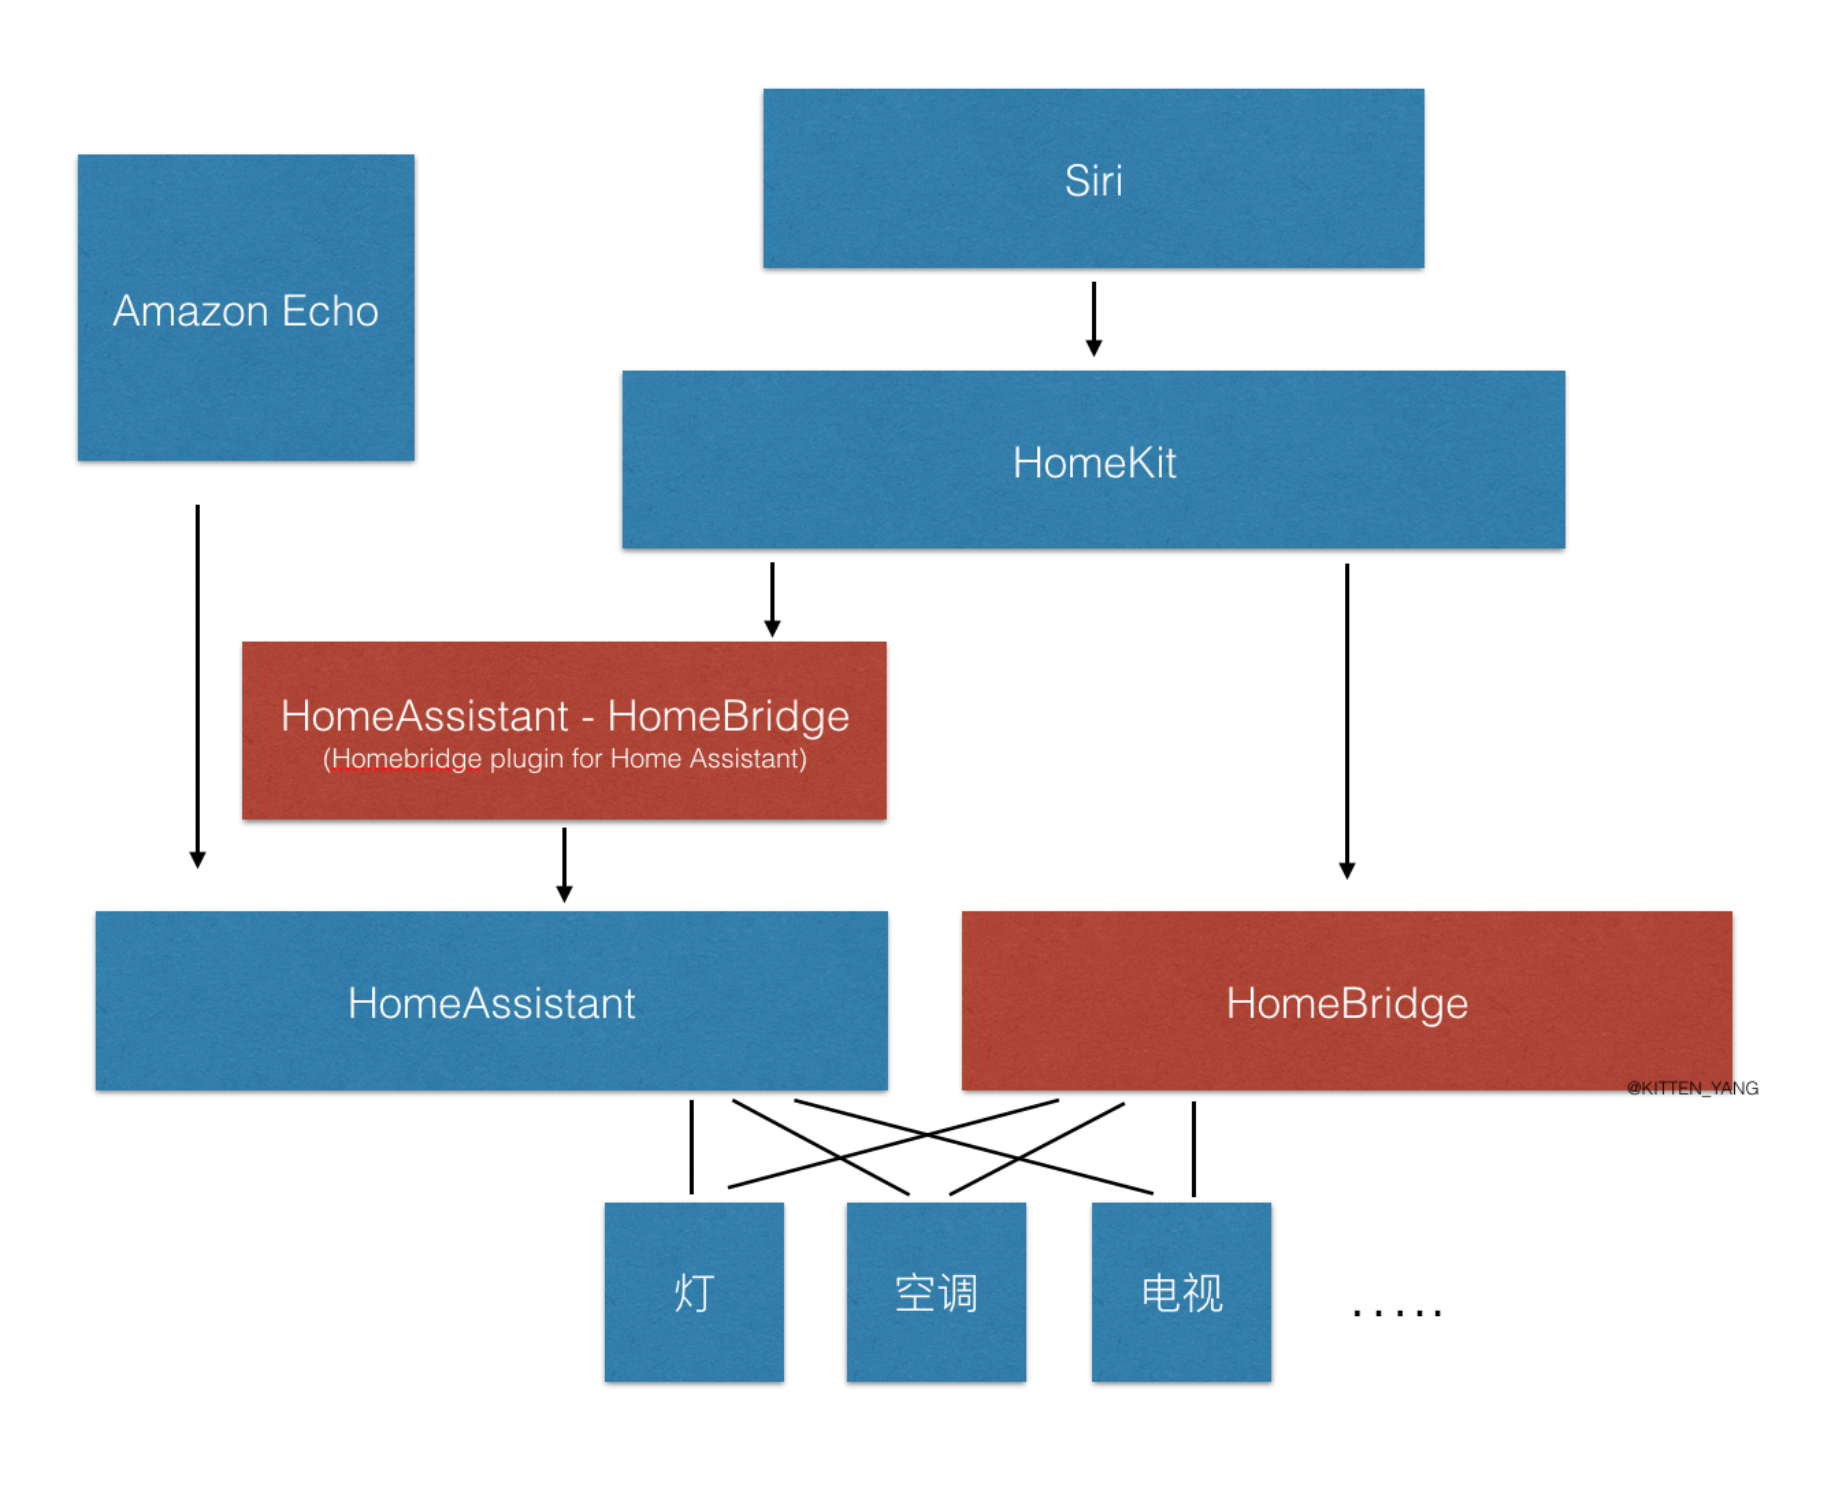 Siri
Amazon Echo
HomeKit
HomeAssistant - HomeBridge
(Homebridge plugin for Home Assistant)
HomeAssistant
HomeBridge
@KITTEN_YANG
灯
空调
电视
.....